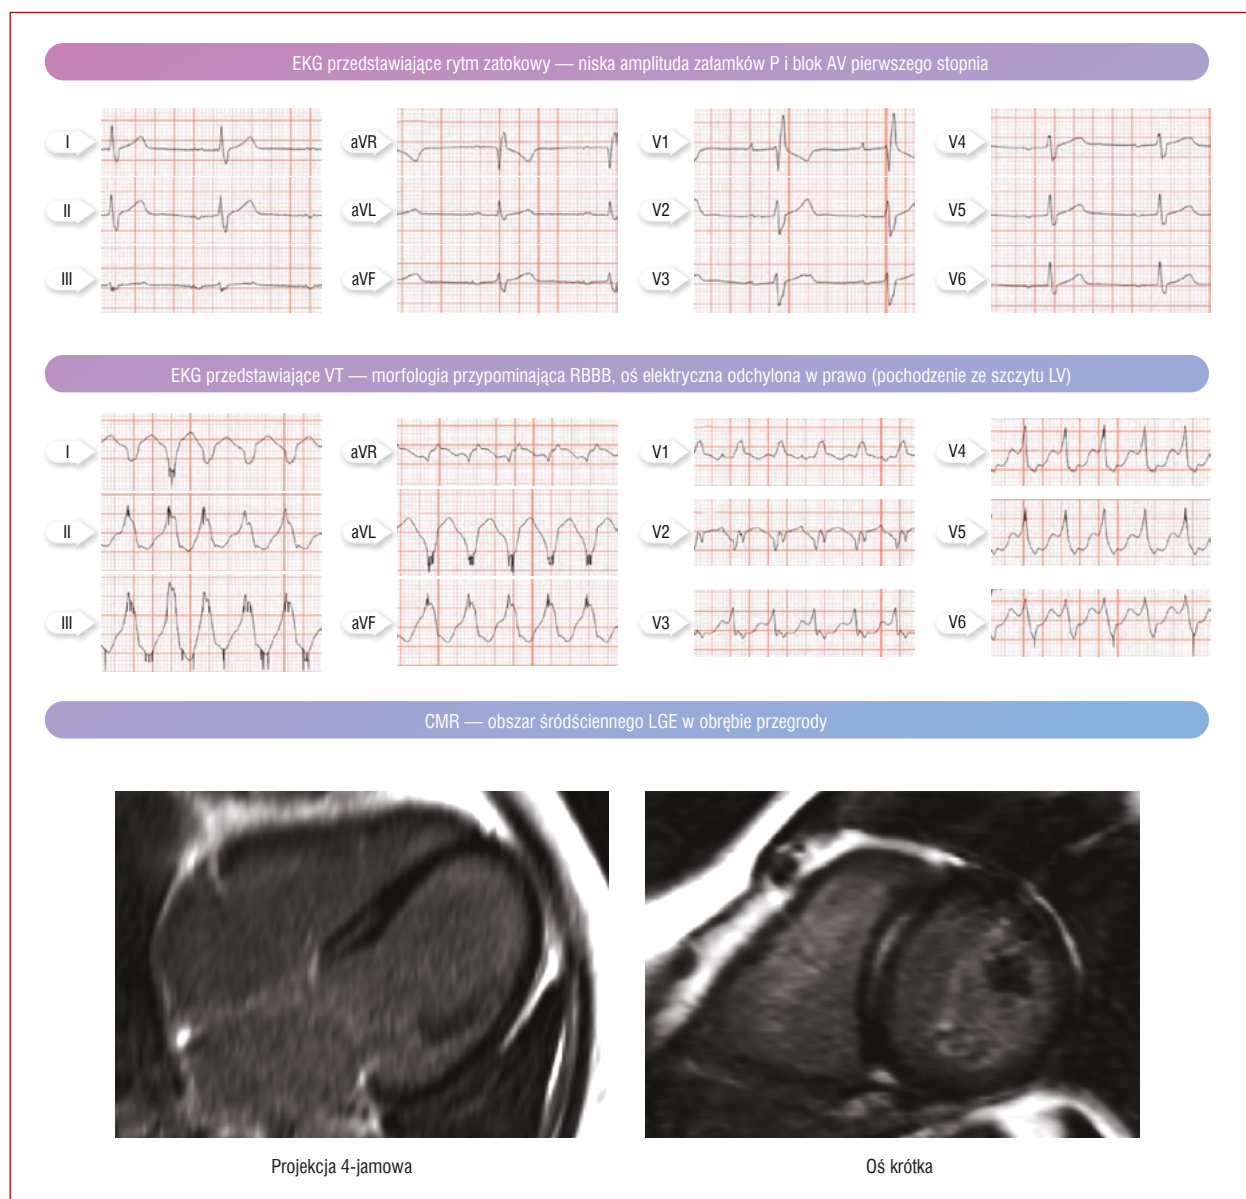 EKG przedstawiające rytm zatokowy — niska amplituda załamków P i blok AV pierwszego stopnia
I
aVR
V1
V4
II
aVL
V2
V5
III
aVF
V3
V6
EKG przedstawiające VT — morfologia przypominająca RBBB, oś elektryczna odchylona w prawo (pochodzenie ze szczytu LV)
I
aVR
V1
V4
II
aVL
V2
V5
III
aVF
V3
V6
CMR — obszar śródściennego LGE w obrębie przegrody
Projekcja 4-jamowa
Oś krótka